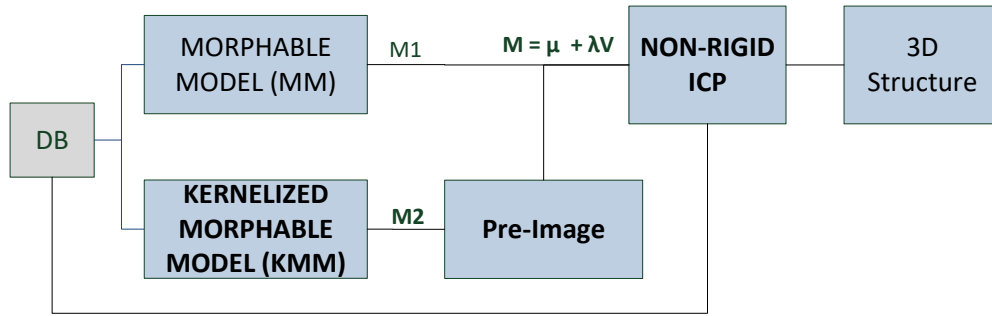 DB
MORPHABLE
MODEL (MM)
M1
M = μ + λV
NON-RIGID
ICP
3D
Structure
KERNELIZED
MORPHABLE
MODEL (KMM)
M2
Pre-Image